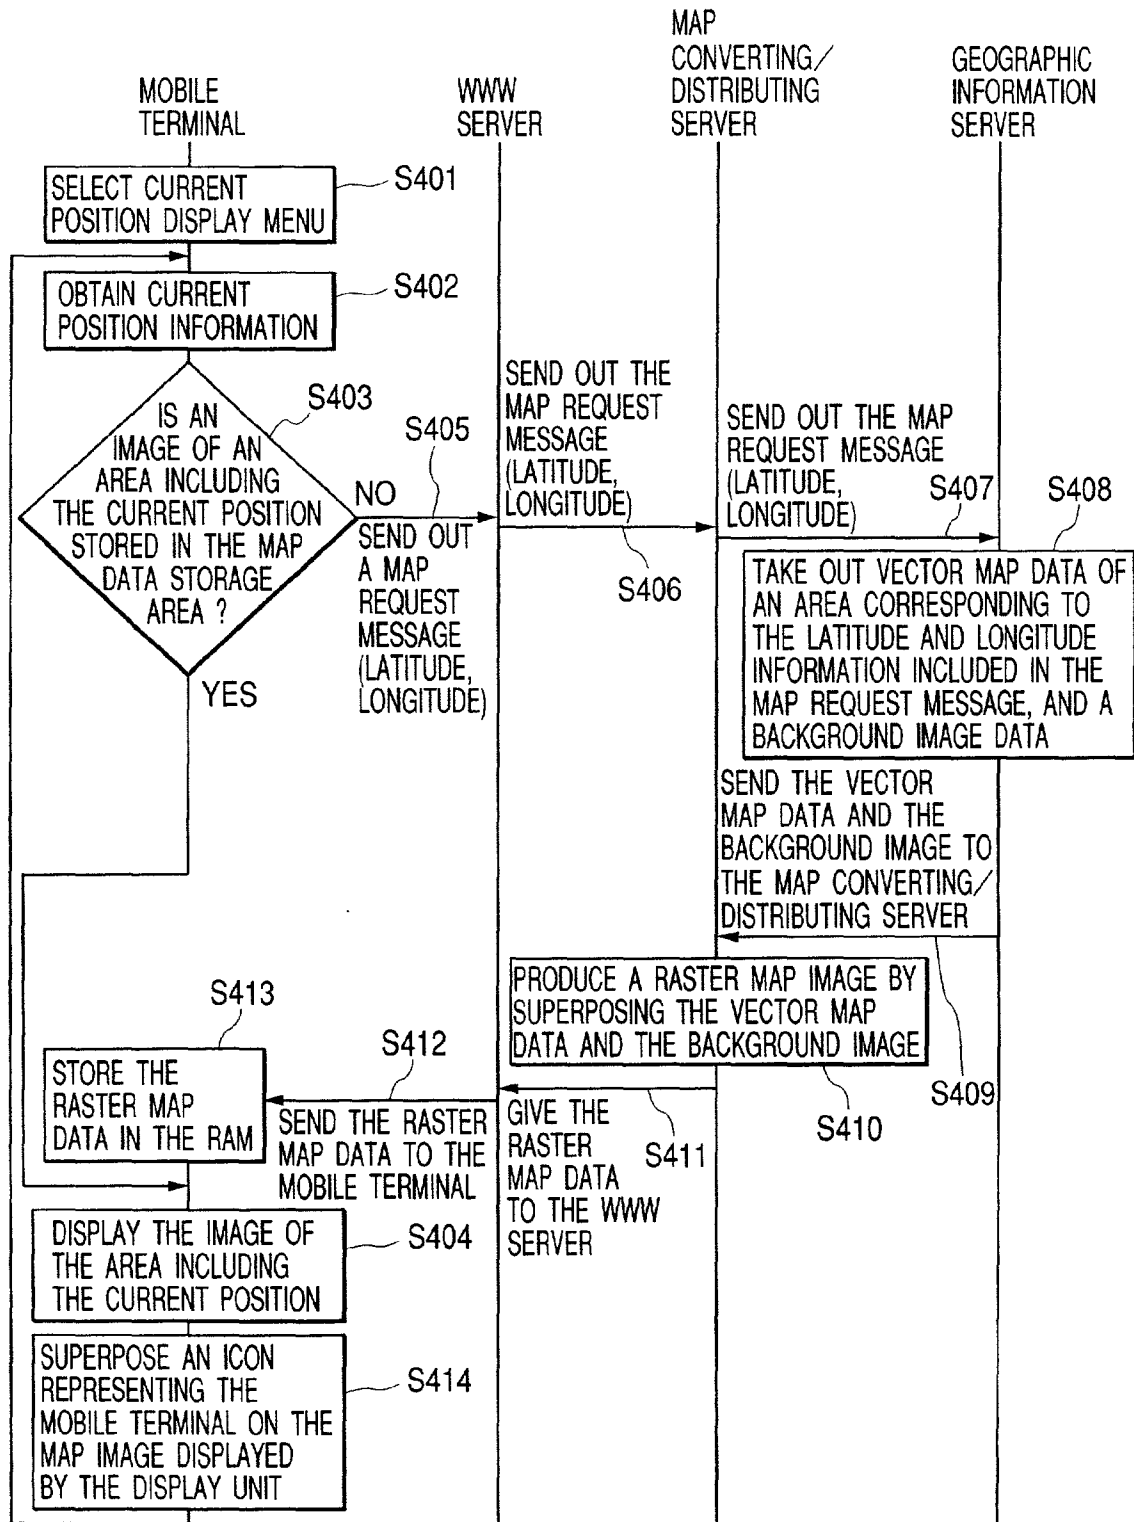 MOBILE
TERMINAL
WWW
SERVER
MAP
CONVERTING/
DISTRIBUTING
SERVER
GEOGRAPHIC
INFORMATION
SERVER
SELECT CURRENT
POSITION DISPLAY MENU
S401
OBTAIN CURRENT
POSITION INFORMATION
S402
IS AN
IMAGE OF AN
AREA INCLUDING
THE CURRENT POSITION
STORED IN THE MAP
DATA STORAGE
AREA ?
S403
NO
YES
S405
SEND OUT
A MAP
REQUEST
MESSAGE
(LATITUDE,
LONGITUDE)
SEND OUT THE
MAP REQUEST
MESSAGE
(LATITUDE,
LONGITUDE)
S406
SEND OUT THE MAP
REQUEST MESSAGE
(LATITUDE,
LONGITUDE)
S407
S408
TAKE OUT VECTOR MAP DATA OF
AN AREA CORRESPONDING TO
THE LATITUDE AND LONGITUDE
INFORMATION INCLUDED IN THE
MAP REQUEST MESSAGE, AND A
BACKGROUND IMAGE DATA
SEND THE VECTOR
MAP DATA AND THE
BACKGROUND IMAGE TO
THE MAP CONVERTING/
DISTRIBUTING SERVER
S409
PRODUCE A RASTER MAP IMAGE BY
SUPERPOSING THE VECTOR MAP
DATA AND THE BACKGROUND IMAGE
S410
GIVE THE
RASTER
MAP DATA
TO THE WWW
SERVER
S411
S412
SEND THE RASTER
MAP DATA TO THE
MOBILE TERMINAL
S413
STORE THE
RASTER MAP
DATA IN THE RAM
DISPLAY THE IMAGE OF
THE AREA INCLUDING
THE CURRENT POSITION
S404
SUPERPOSE AN ICON
REPRESENTING THE
MOBILE TERMINAL ON THE
MAP IMAGE DISPLAYED
BY THE DISPLAY UNIT
S414